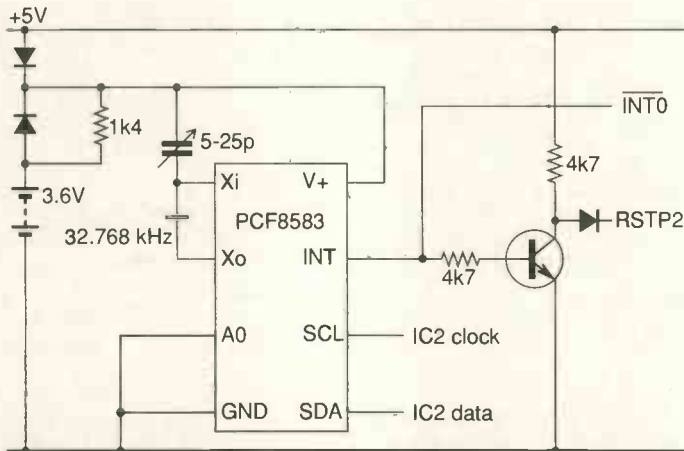 +5V
INT0
1k4
5-25p
4k7
Xi
V+
3.6V
PCF8583
RSTP2
32.768 kHz
Xo
INT
4k7
A0
SCL
IC2 clock
GND
SDA
IC2 data